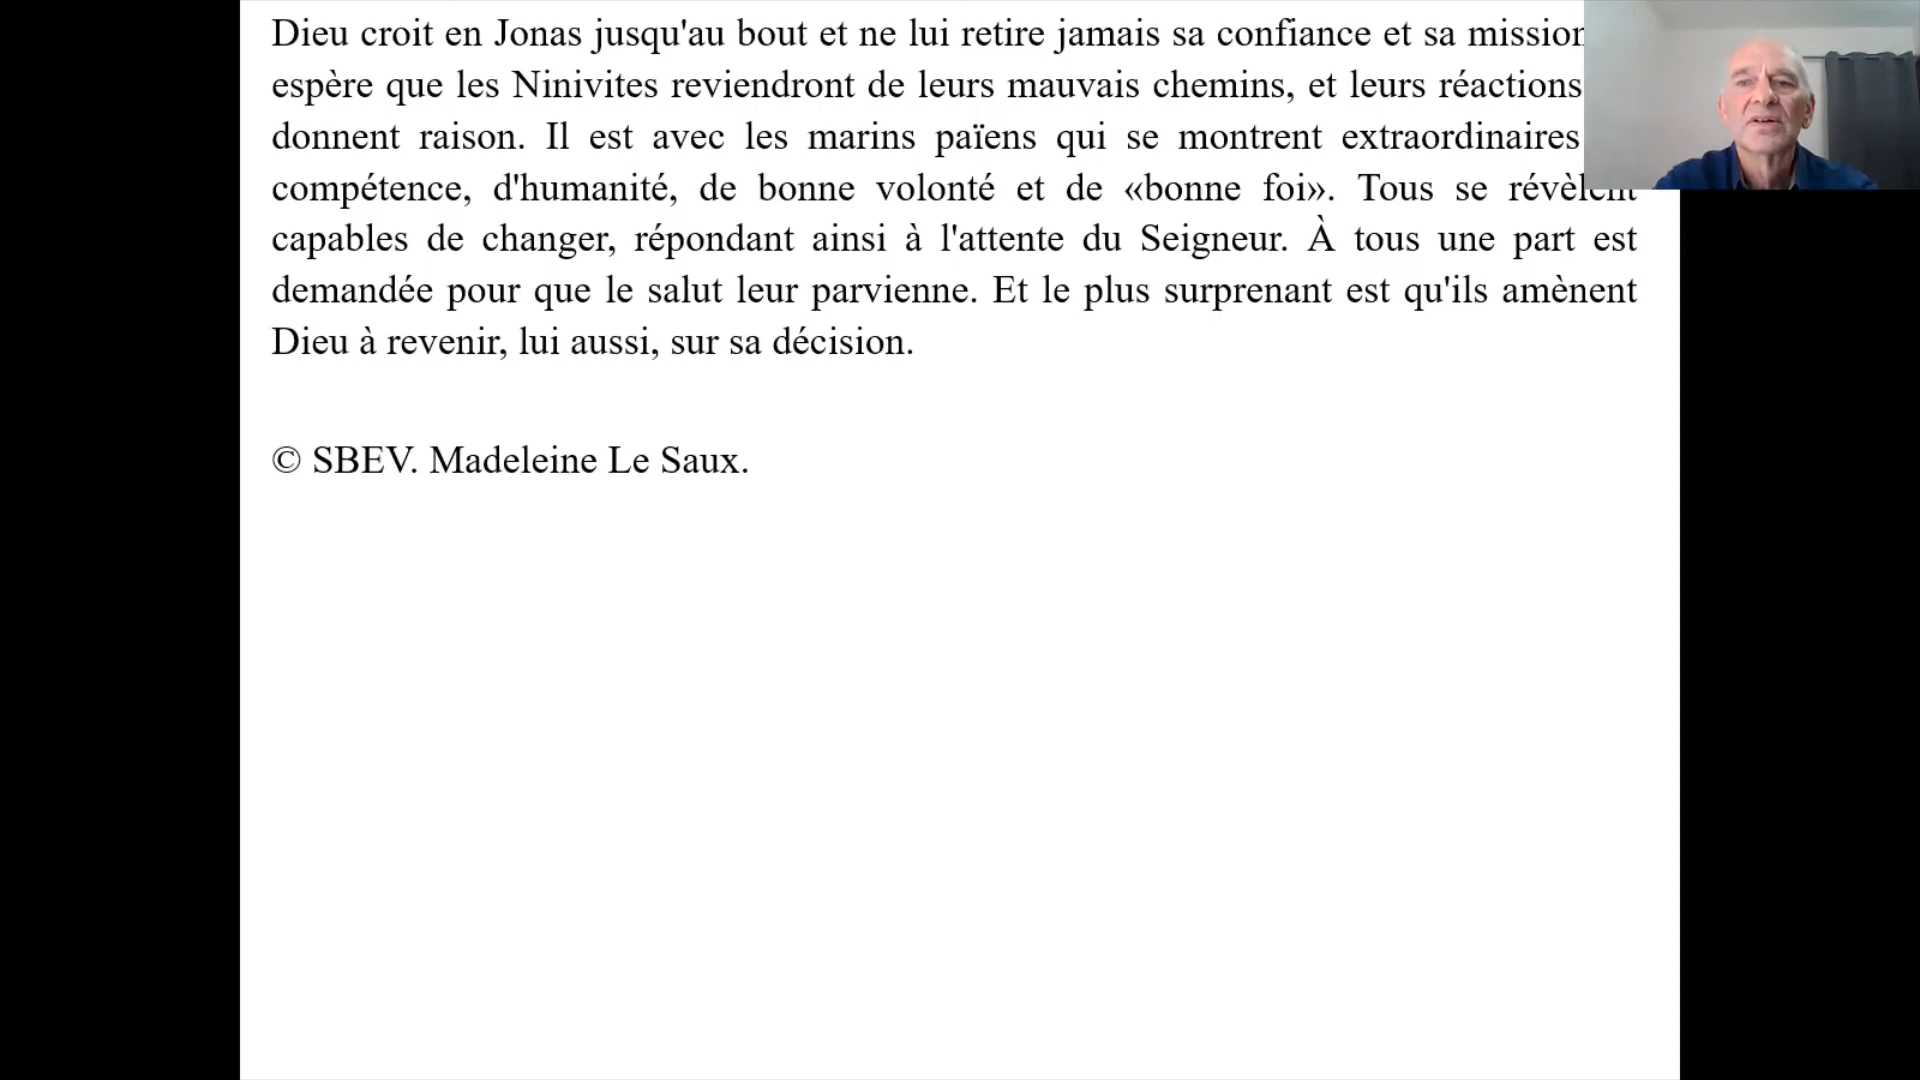 Dieu croit en Jonas jusqu'au bout et ne lui retire jamais sa confiance et sa mission
espère que les Ninivites reviendront de leurs mauvais chemins, et leurs réactions
donnent raison. Il est avec les marins païens qui se montrent extraordinaires
compétence, d'humanité, de bonne volonté et de «bonne foi». Tous se révèlent
capables de changer, répondant ainsi à l'attente du Seigneur. À tous une part est
demandée pour que le salut leur parvienne. Et le plus surprenant est qu'ils amènent
Dieu à revenir, lui aussi, sur sa décision.
© SBEV. Madeleine Le Saux.